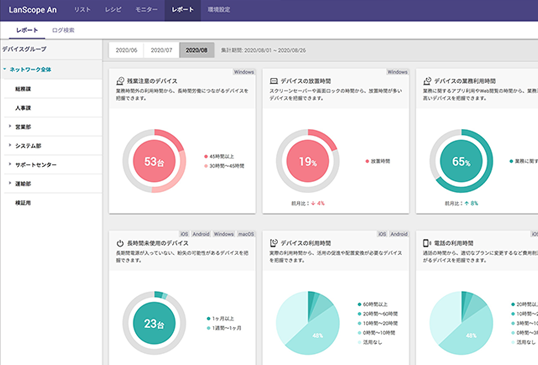 LanScope An
リスト
レシピ
モニター
レポート
環境設定
レポート
ログ検索
デバイスグループ
2020/06
2020/07
2020/08
集計期間: 2020/08/01 ~ 2020/08/26
ネットワーク全体
総務課
人事課
営業部
システム部
サポートセンター
運輸部
検証用
Windows
残業注意のデバイス
業務時間外の利用時間から、長時間労働につながるデバイスを
把握できます。
53台
45時間以上
30時間〜45時間
Windows
デバイスの放置時間
スクリーンセーバーや画面ロックの時間から、放置時間が多い
デバイスを把握できます。
19%
放置時間
前月比: ↓ 4%
デバイスの業務利用時間
業務に関するアプリ利用やWeb閲覧の時間から、業
高いデバイスを把握できます。
65%
業務に関す
前月比: ↑ 8%
iOS Android Windows macOS
長時間未使用のデバイス
長期間電源が入っていない、紛失の可能性があるデバイスを把
握できます。
23台
1ヶ月以上
1週間〜1ヶ月
iOS Android
デバイスの利用時間
実際の利用時間から、活用の促進や配置変換が必要なデバイス
を把握できます。
48%
60時間以上
20時間〜60時間
10時間〜20時間
0時間〜10時間
活用なし
iOS
電話の利用時間
通話の時間から、適切なプランに変更するなど費用削
がるデバイスを把握できます。
48%
20時間以
10時間〜2
5時間〜10
0時間〜5時
活用なし